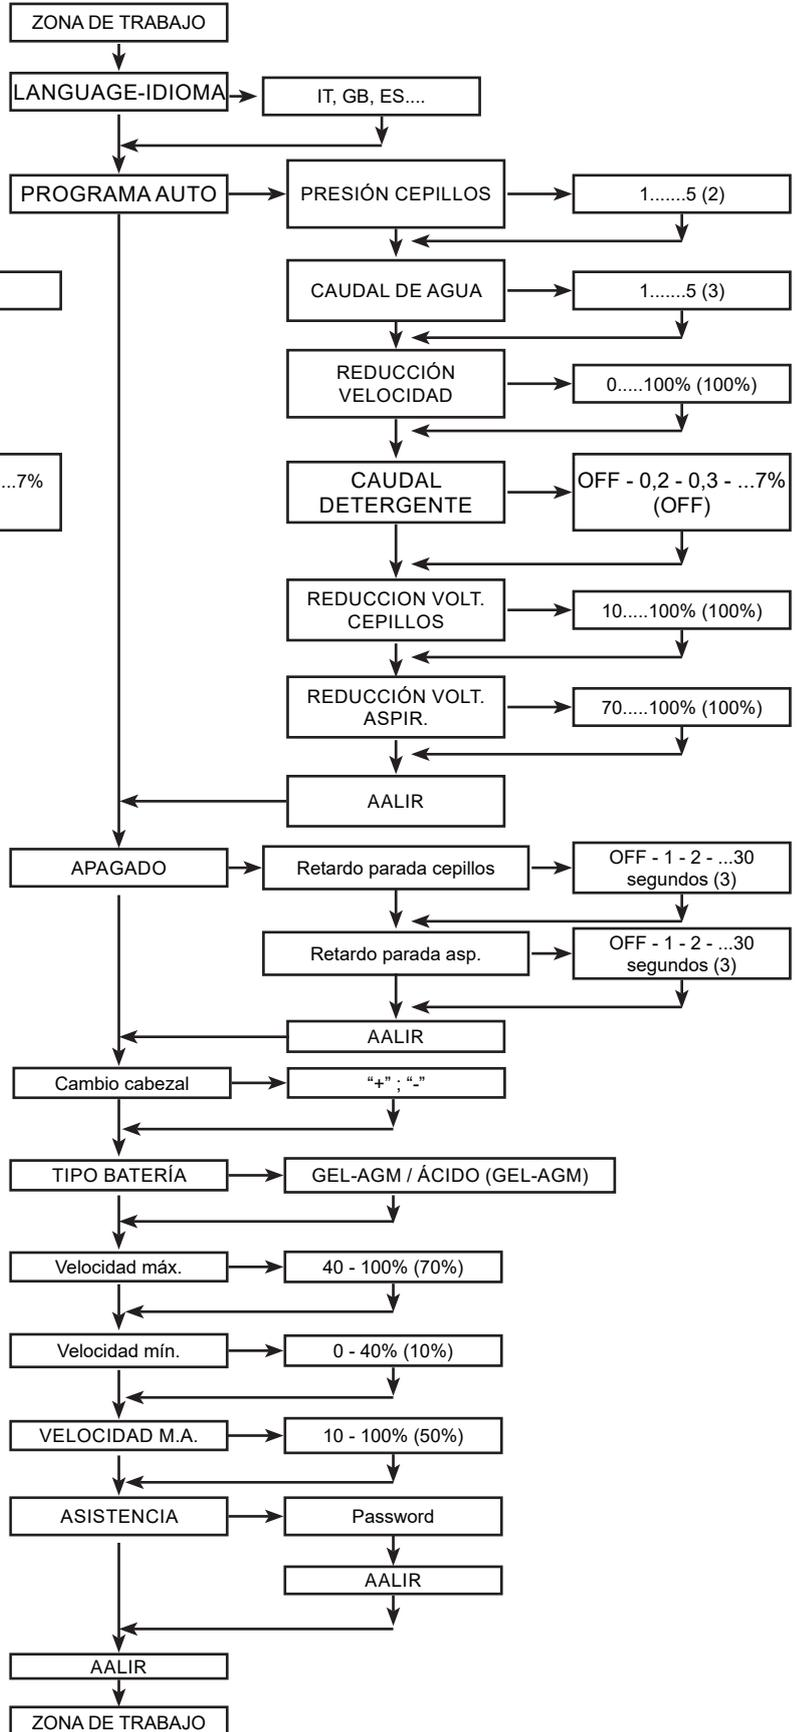 ZONA DE TRABAJO
LANGUAGE-IDIOMA
IT, GB, ES....
PROGRAMA AUTO
PRESIÓN CEPILLOS
1.......5 (2)
CAUDAL DE AGUA
1.......5 (3)
REDUCCIÓN
VELOCIDAD
0.....100% (100%)
...7%
CAUDAL
DETERGENTE
OFF - 0,2 - 0,3 - ...7%
(OFF)
REDUCCION VOLT.
CEPILLOS
10.....100% (100%)
REDUCCIÓN VOLT.
ASPIR.
70.....100% (100%)
AALIR
APAGADO
Retardo parada cepillos
OFF - 1 - 2 - ...30
segundos (3)
Retardo parada asp.
OFF - 1 - 2 - ...30
segundos (3)
AALIR
Cambio cabezal
“+” ; “-”
TIPO BATERÍA
GEL-AGM / ÁCIDO (GEL-AGM)
Velocidad máx.
40 - 100% (70%)
Velocidad mín.
0 - 40% (10%)
VELOCIDAD M.A.
10 - 100% (50%)
ASISTENCIA
Password
AALIR
AALIR
ZONA DE TRABAJO